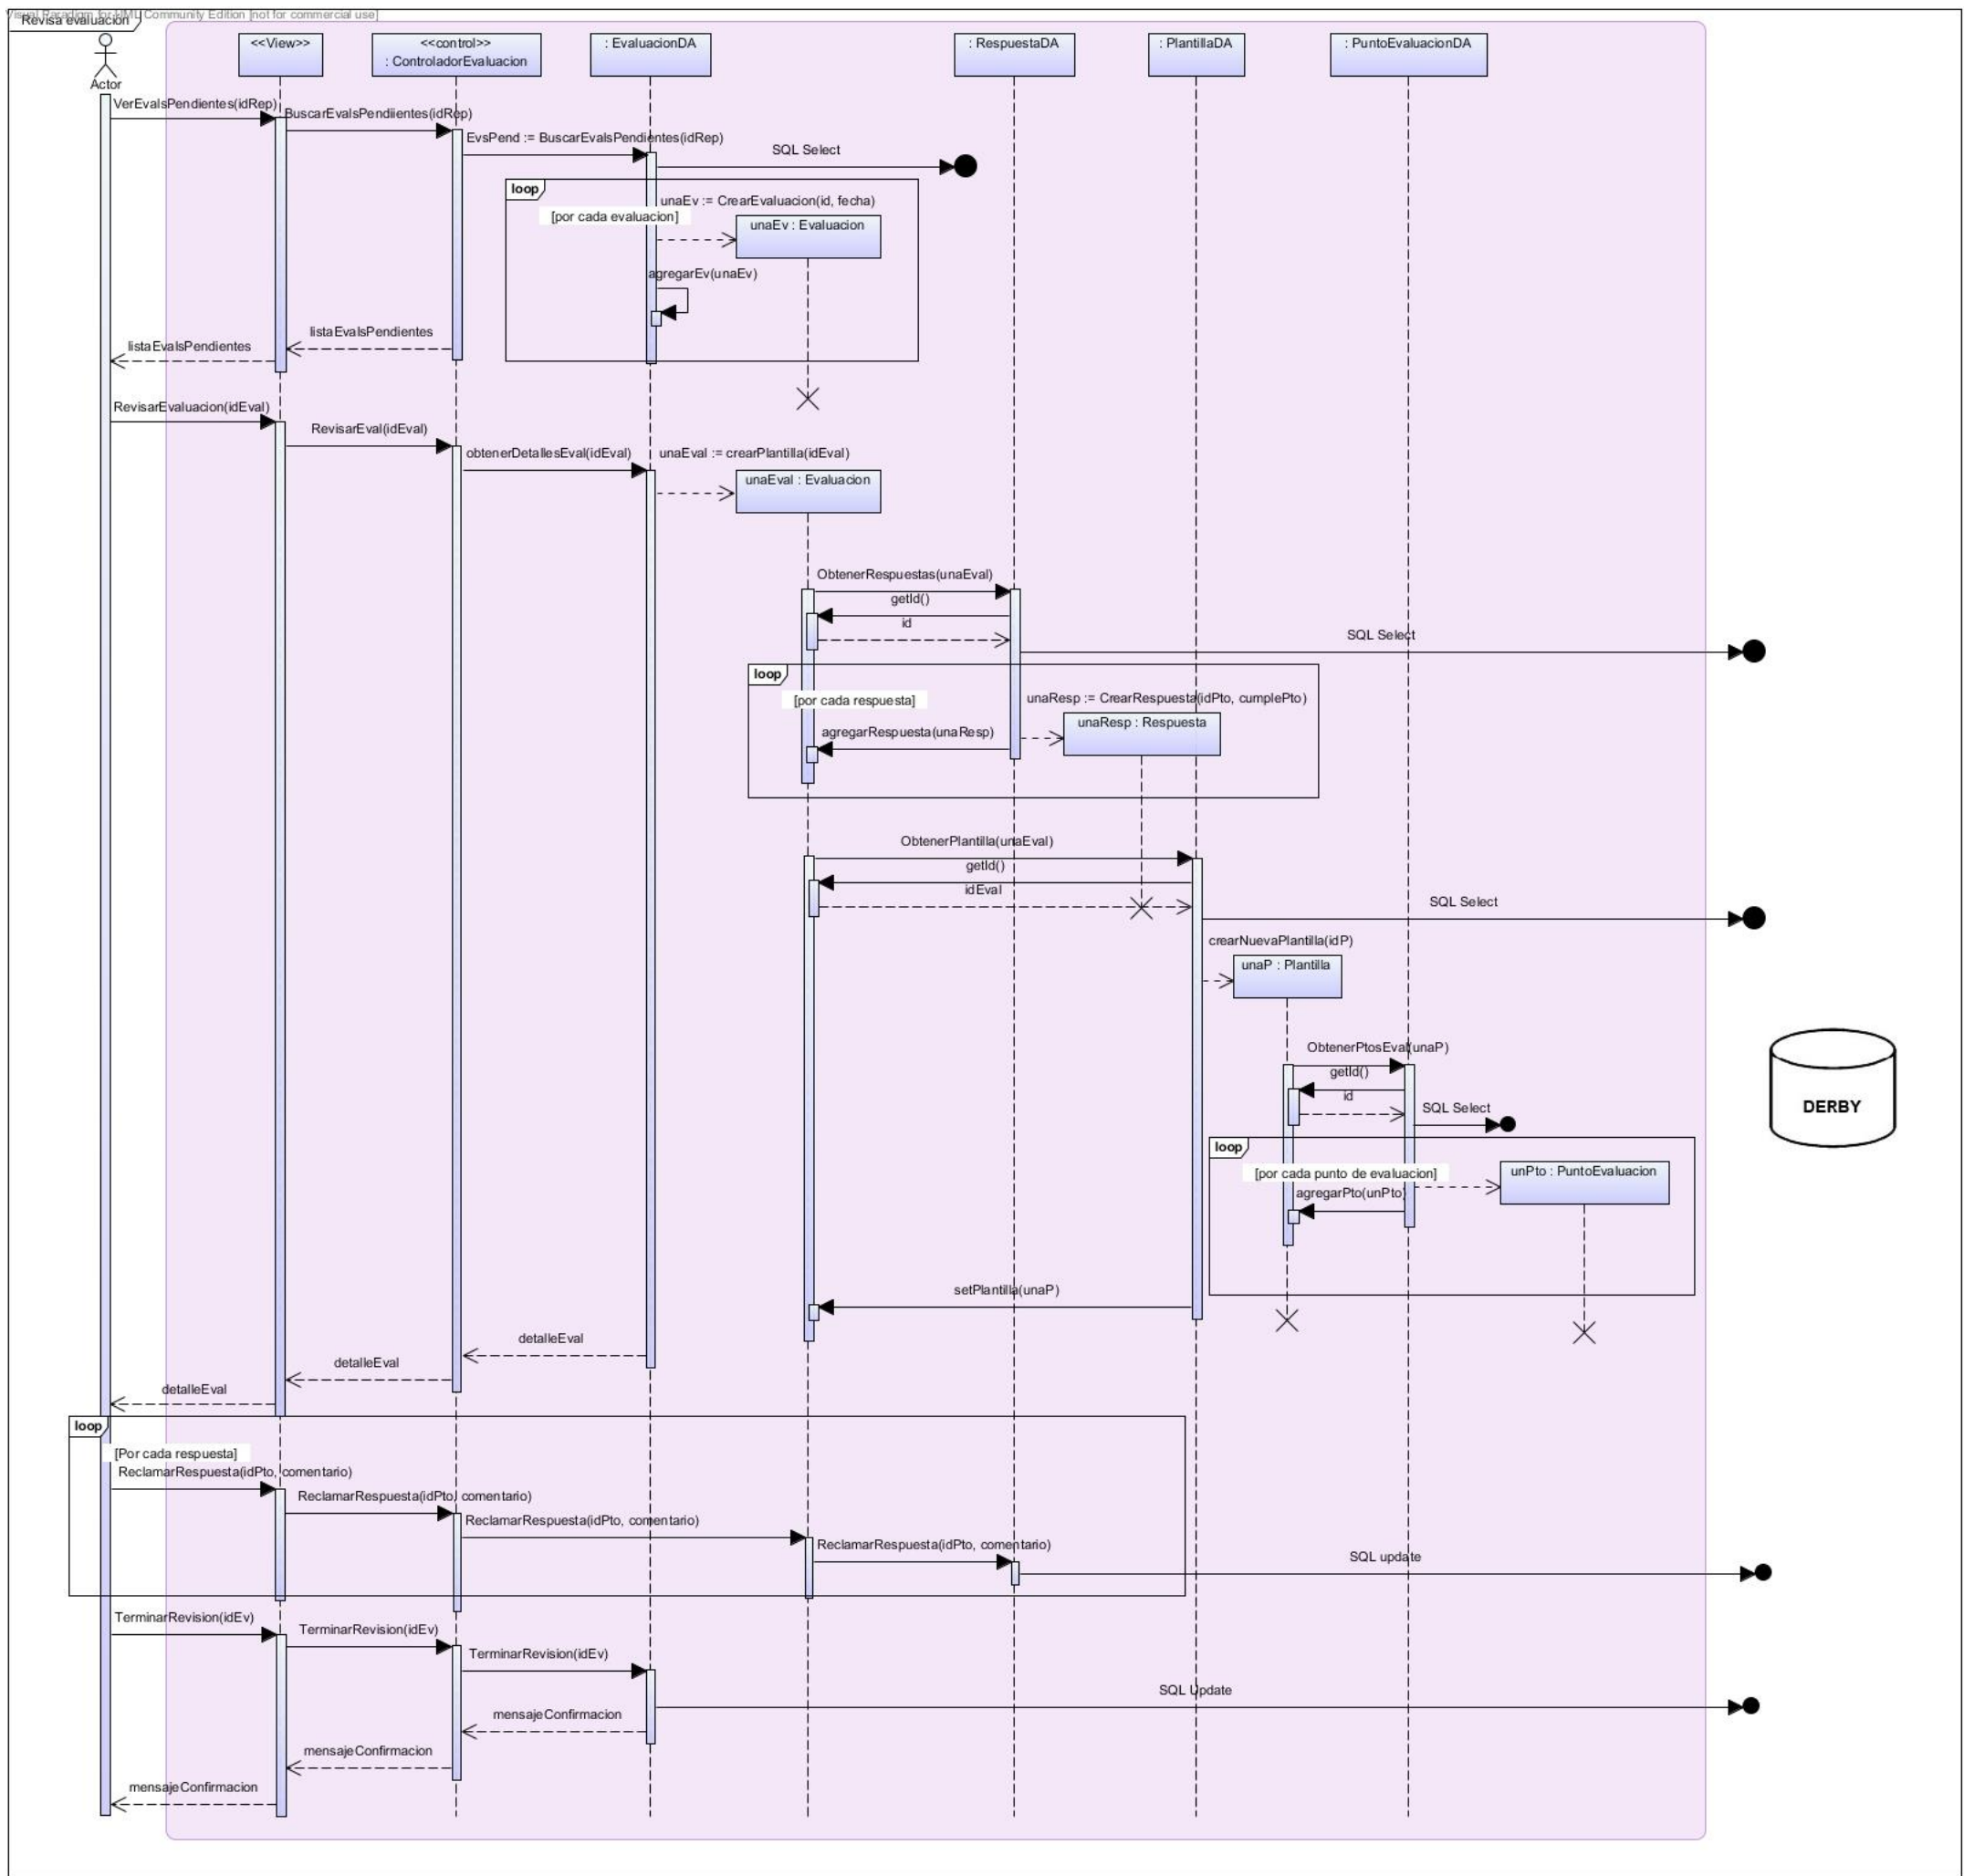 Visual Paradigm for UML Community Edition [not for commercial use]
Revisa evaluacion
Actor
<<View>>
<<control>>
: ControladorEvaluacion
: EvaluacionDA
: RespuestaDA
: PlantillaDA
: PuntoEvaluacionDA
VerEvalsPendientes(idRep)
BuscarEvalsPendiientes(idRep)
EvsPend := BuscarEvalsPendientes(idRep)
SQL Select
loop
unaEv := CrearEvaluacion(id, fecha)
[por cada evaluacion]
unaEv : Evaluacion
agregarEv(unaEv)
listaEvalsPendientes
listaEvalsPendientes
RevisarEvaluacion(idEval)
RevisarEval(idEval)
obtenerDetallesEval(idEval)
unaEval := crearPlantilla(idEval)
unaEval : Evaluacion
ObtenerRespuestas(unaEval)
getId()
id
SQL Select
loop
[por cada respuesta]
unaResp := CrearRespuesta(idPto, cumplePto)
unaResp : Respuesta
agregarRespuesta(unaResp)
ObtenerPlantilla(unaEval)
getId()
idEval
SQL Select
crearNuevaPlantilla(idP)
unaP : Plantilla
ObtenerPtosEval(unaP)
getId()
id
SQL Select
DERBY
loop
[por cada punto de evaluacion]
unPto : PuntoEvaluacion
agregarPto(unPto)
setPlantilla(unaP)
detalleEval
detalleEval
detalleEval
loop
[Por cada respuesta]
ReclamarRespuesta(idPto, comentario)
ReclamarRespuesta(idPto, comentario)
ReclamarRespuesta(idPto, comentario)
ReclamarRespuesta(idPto, comentario)
SQL update
TerminarRevision(idEv)
TerminarRevision(idEv)
TerminarRevision(idEv)
SQL Update
mensajeConfirmacion
mensajeConfirmacion
mensajeConfirmacion